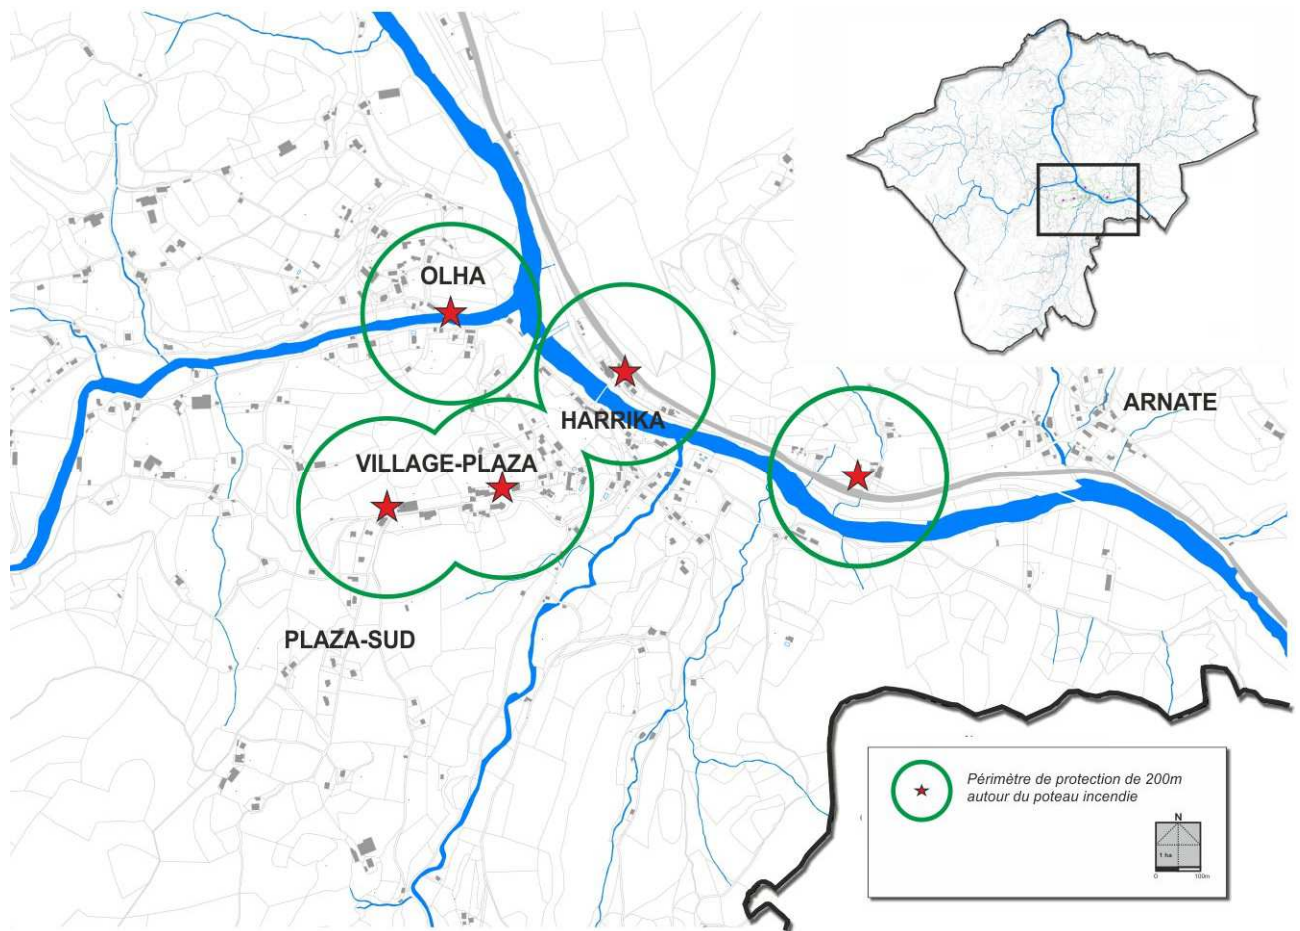 OLHA
ARNATE
HARRIKA
VILLAGE-PLAZA
PLAZA-SUD
Périmètre de protection de 200m
autour du poteau incendie
N
1 ha
0 100m